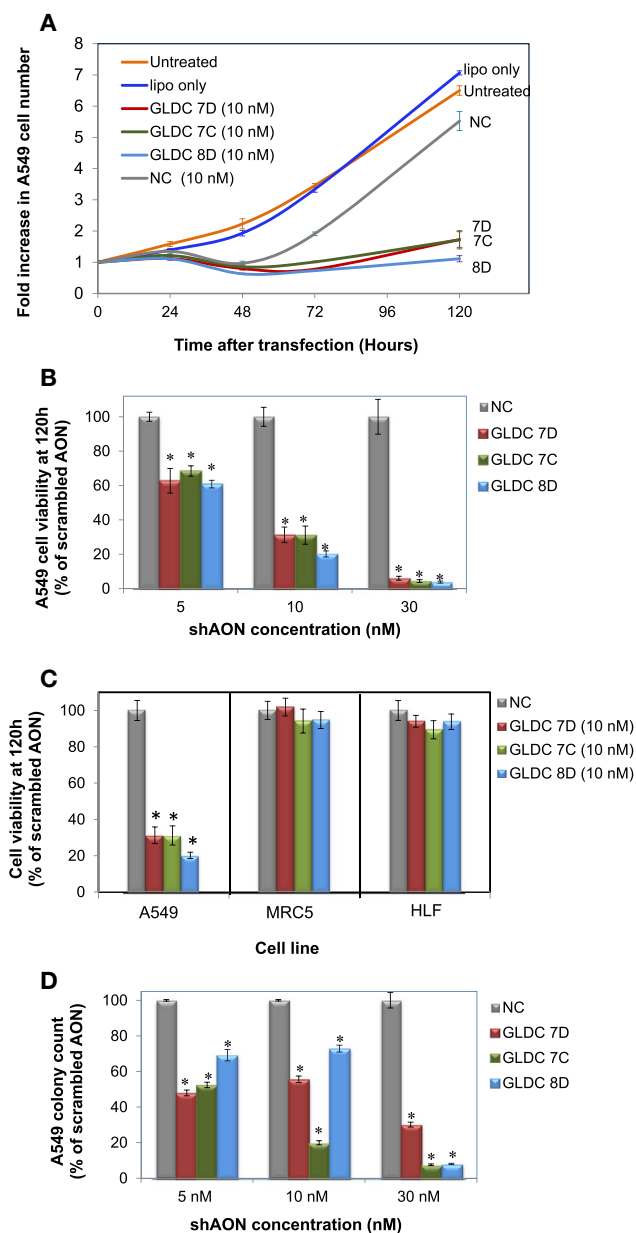 A
Fold increase in A549 cell number
8
7
6
5
4
3
2
1
0
Untreated
lipo only
GLDC 7D (10 nM)
GLDC 7C (10 nM)
GLDC 8D (10 nM)
NC (10 nM)
lipo only
Untreated
NC
7D
7C
8D
0 24 48 72 96 120
Time after transfection (Hours)
B
A549 cell viability at 120h
(% of scrambled AON)
100
80
60
40
20
0
* * *
* * *
* * *
NC
GLDC 7D
GLDC 7C
GLDC 8D
5 10 30
shAON concentration (nM)
C
Cell viability at 120h
(% of scrambled AON)
100
80
60
40
20
0
* * *
NC
GLDC 7D (10 nM)
GLDC 7C (10 nM)
GLDC 8D (10 nM)
A549 MRC5 HLF
Cell line
D
A549 colony count
(% of scrambled AON)
100
80
60
40
20
0
* * *
* * *
* * *
NC
GLDC 7D
GLDC 7C
GLDC 8D
5 nM 10 nM 30 nM
shAON concentration (nM)